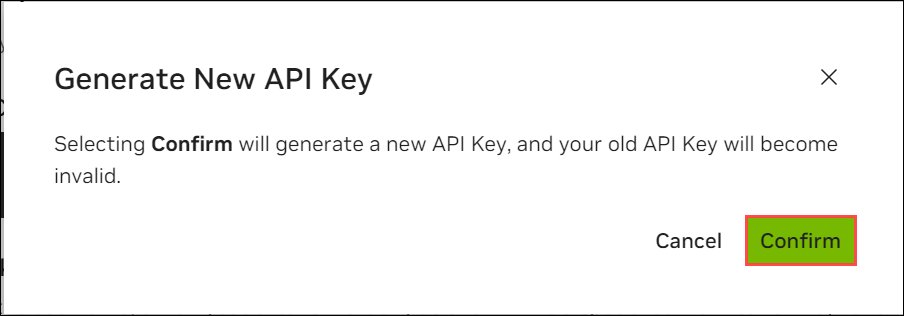 Generate New API Key
Selecting Confirm will generate a new API Key, and your old API Key will become
invalid.
Cancel
Confirm